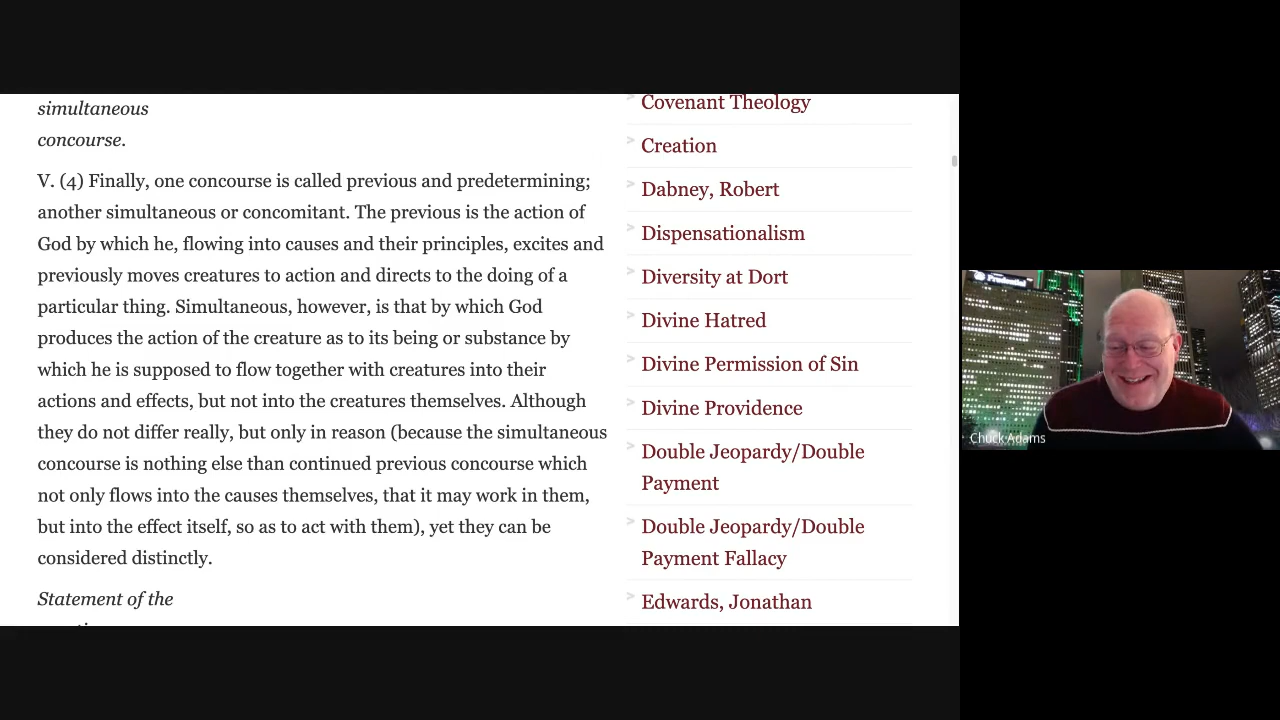 simultaneous
concourse.
V. (4) Finally, one concourse is called previous and predetermining;
another simultaneous or concomitant. The previous is the action of
God by which he, flowing into causes and their principles, excites and
previously moves creatures to action and directs to the doing of a
particular thing. Simultaneous, however, is that by which God
produces the action of the creature as to its being or substance by
which he is supposed to flow together with creatures into their
actions and effects, but not into the creatures themselves. Although
they do not differ really, but only in reason (because the simultaneous
concourse is nothing else than continued previous concourse which
not only flows into the causes themselves, that it may work in them,
but into the effect itself, so as to act with them), yet they can be
considered distinctly.
Statement of the
> Covenant Theology
> Creation
> Dabney, Robert
> Dispensationalism
> Diversity at Dort
> Divine Hatred
> Divine Permission of Sin
> Divine Providence
> Double Jeopardy/Double
Payment
> Double Jeopardy/Double
Payment Fallacy
> Edwards, Jonathan
Chuck Adams